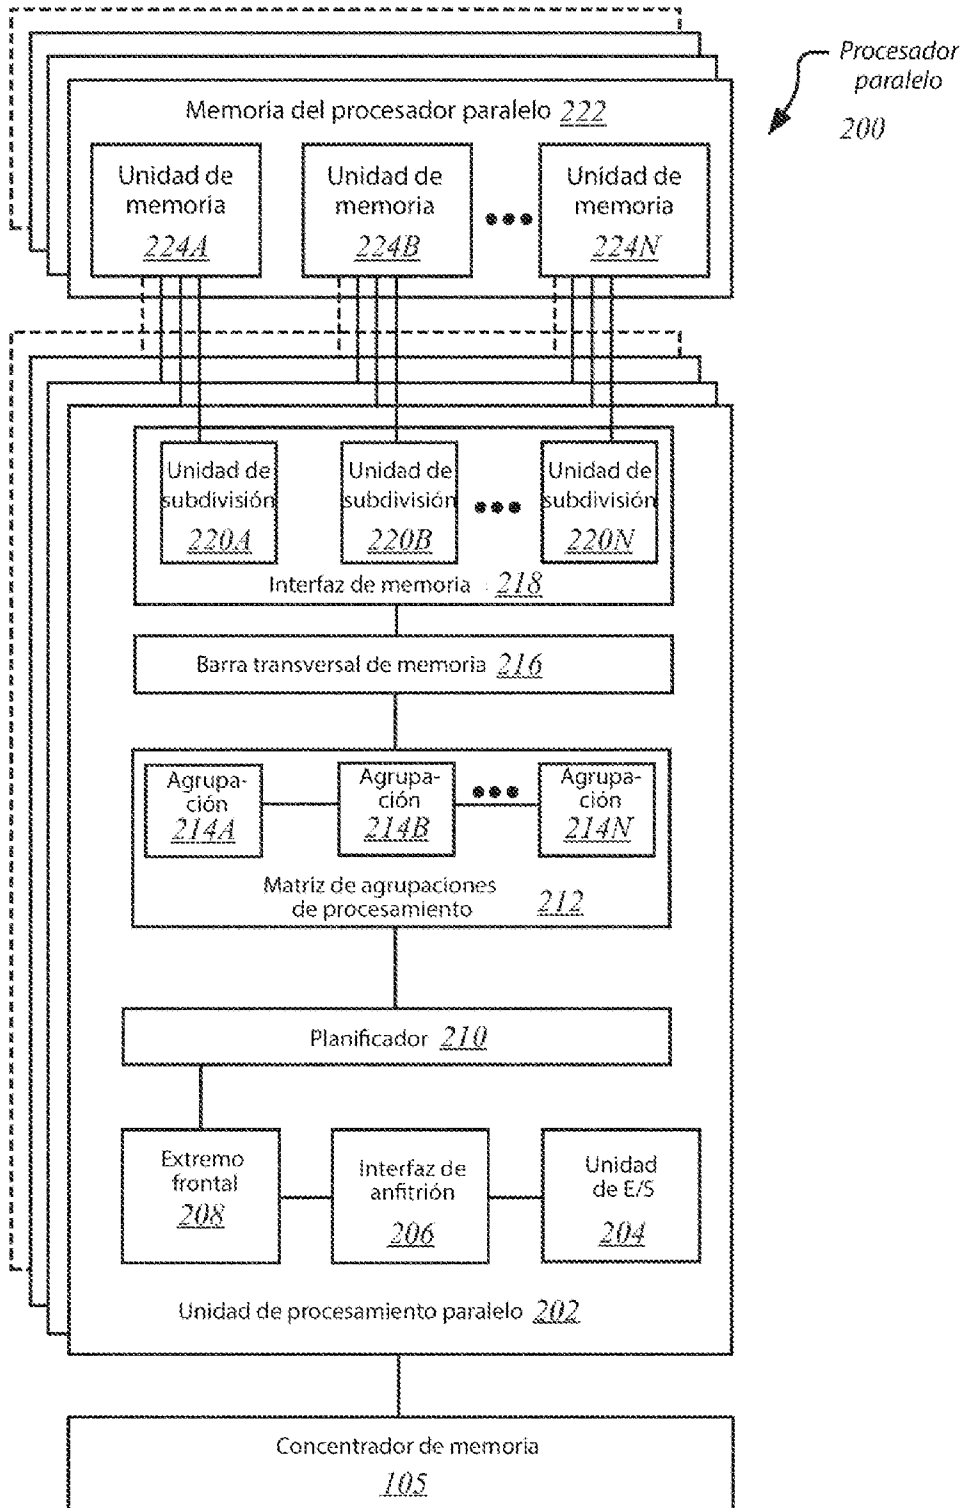 Procesador
paralelo
200
Memoria del procesador paralelo 222
Unidad de
memoria
224A
Unidad de
memoria
224B
Unidad de
memoria
224N
Unidad de
subdivisión
220A
Unidad de
subdivisión
220B
Unidad de
subdivisión
220N
Interfaz de memoria 218
Barra transversal de memoria 216
Agrupa-
ción
214A
Agrupa-
ción
214B
Agrupa-
ción
214N
Matriz de agrupaciones
de procesamiento 212
Planificador 210
Extremo
frontal
208
Interfaz de
anfitrión
206
Unidad
de E/S
204
Unidad de procesamiento paralelo 202
Concentrador de memoria
105